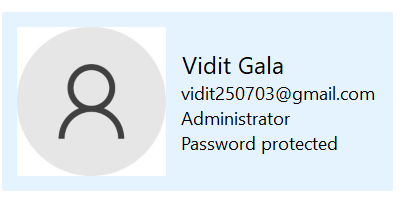 Vidit Gala
vidit250703@gmail.com
Administrator
Password protected